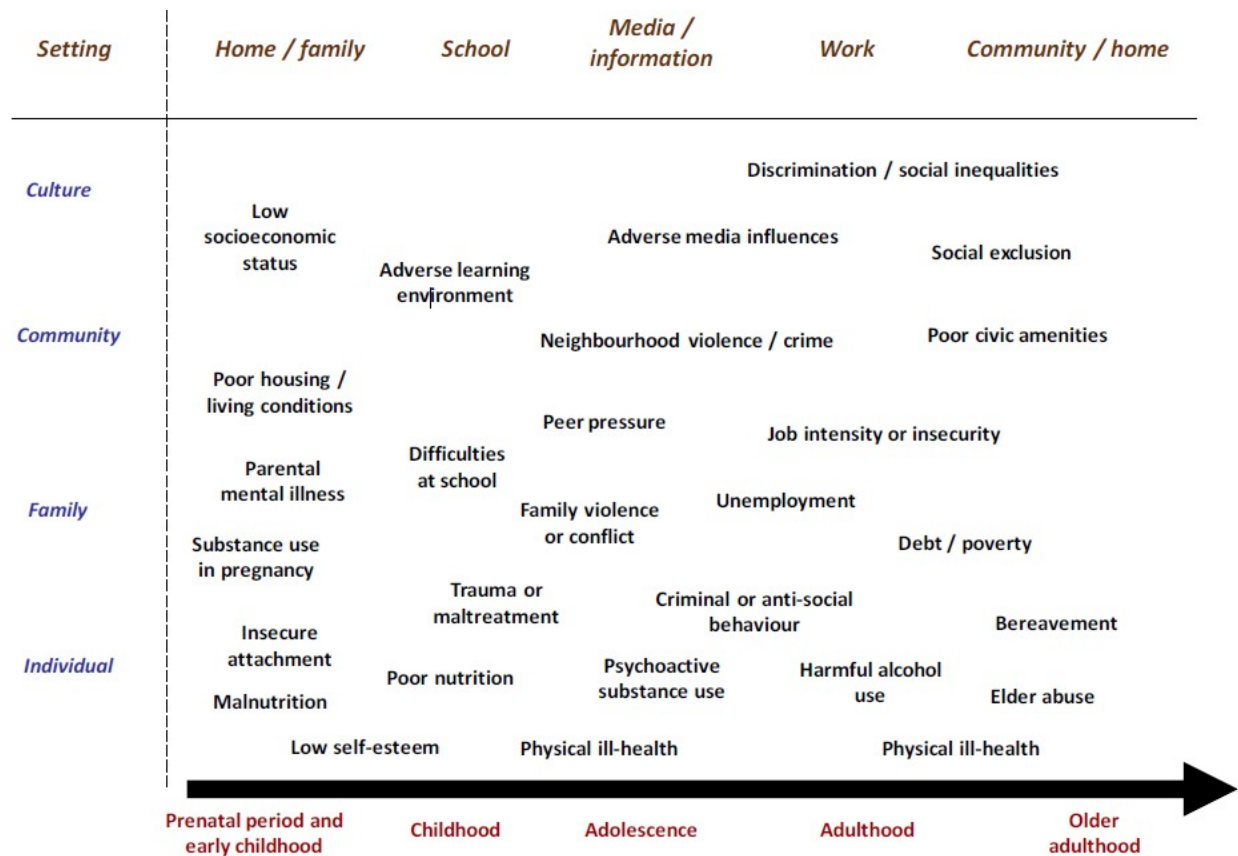 Setting
Home / family
School
Media /
information
Work
Community / home
Culture
Discrimination / social inequalities
Low
socioeconomic
status
Adverse media influences
Social exclusion
Adverse learning
environment
Community
Neighbourhood violence / crime
Poor civic amenities
Poor housing /
living conditions
Peer pressure
Job intensity or insecurity
Difficulties
at school
Parental
mental illness
Family
Family violence
or conflict
Unemployment
Debt / poverty
Substance use
in pregnancy
Trauma or
maltreatment
Criminal or anti-social
behaviour
Bereavement
Insecure
attachment
Individual
Poor nutrition
Psychoactive
substance use
Harmful alcohol
use
Elder abuse
Malnutrition
Low self-esteem
Physical ill-health
Physical ill-health
Prenatal period and
early childhood
Childhood
Adolescence
Adulthood
Older
adulthood